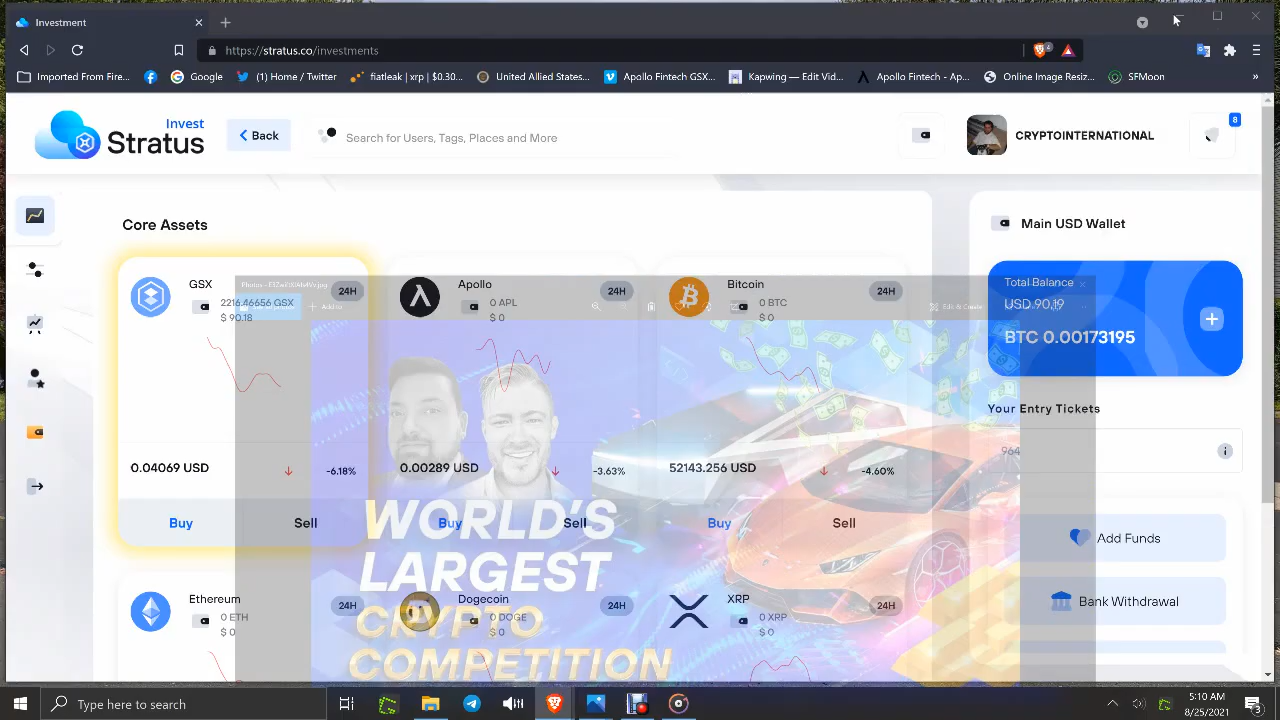 Investment
https://stratus.co/investments
Imported From Fire...
Google
(1) Home / Twitter
fiatleak | xrp | $0.30...
United Allied States...
Apollo Fintech GSX...
Kapwing — Edit Vid...
Apollo Fintech - Ap...
Online Image Resiz...
SFMoon
»
Invest
Stratus
Back
Search for Users, Tags, Places and More
CRYPTOINTERNATIONAL
8
Core Assets
Main USD Wallet
GSX
24H
2216.46656 GSX
$ 90.18
Apollo
24H
0 APL
$ 0
Bitcoin
24H
0 BTC
$ 0
Total Balance
USD 90.19
BTC 0.00173195
Add to
Edit & Create
Your Entry Tickets
964
0.04069 USD
-6.18%
0.00289 USD
-3.63%
52143.256 USD
-4.60%
Buy
Sell
Buy
Sell
Buy
Sell
WORLD'S
LARGEST
CRYPTO
COMPETITION
Add Funds
Bank Withdrawal
Ethereum
24H
0 ETH
$ 0
Dogecoin
24H
0 DOGE
$ 0
XRP
24H
0 XRP
$ 0
Type here to search
5:10 AM
8/25/2021